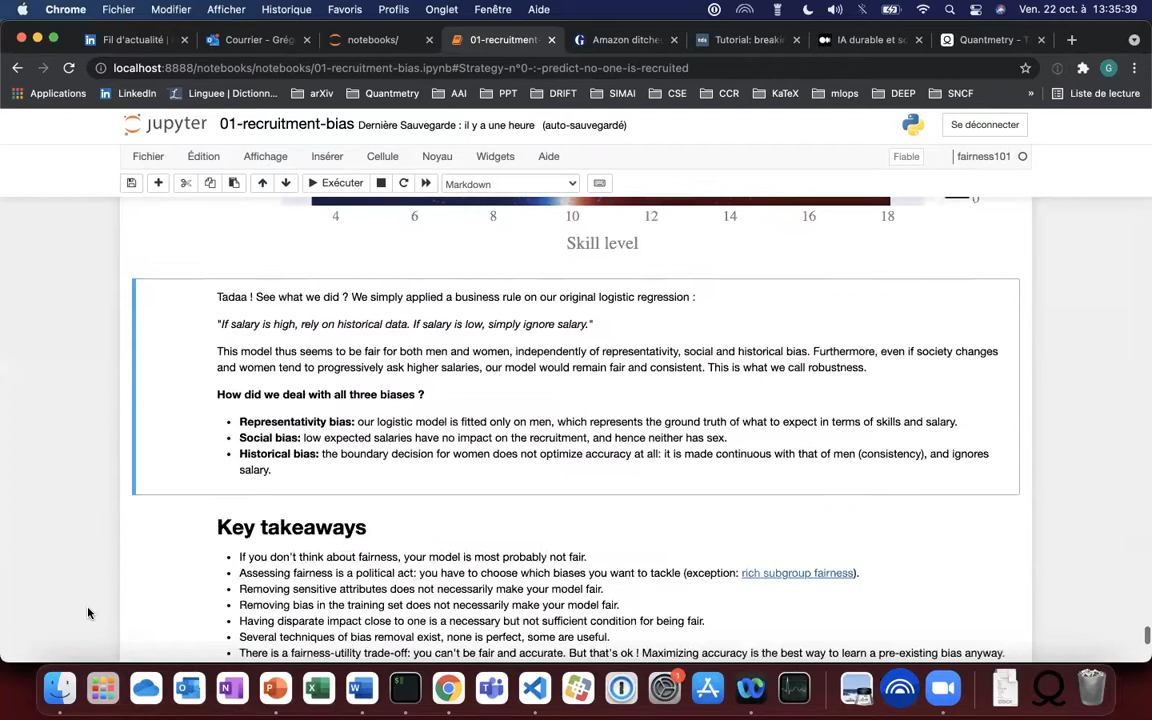 Chrome Fichier Modifier Afficher Historique Favoris Profils Onglet Fenêtre Aide Ven. 22 oct. à 13:35:39
Fil d'actualité | Courrier – Grég notebooks/ 01-recruitment- Amazon ditche Tutorial: breaki IA durable et so Quantmetry – T
localhost:8888/notebooks/notebooks/01-recruitment-bias.ipynb#Strategy-n°0-:-predict-no-one-is-recruited G
Applications LinkedIn Linguee | Dictionn... arXiv Quantmetry AAI PPT DRIFT SIMAI CSE CCR KaTeX mlops DEEP SNCF » Liste de lecture
jupyter 01-recruitment-bias Dernière Sauvegarde : il y a une heure (auto-sauvegardé) Se déconnecter
Fichier Édition Affichage Insérer Cellule Noyau Widgets Aide Fiable fairness101
Exécuter Markdown
4 6 8 10 12 14 16 18 0
Skill level
Tadaa ! See what we did ? We simply applied a business rule on our original logistic regression :
"If salary is high, rely on historical data. If salary is low, simply ignore salary."
This model thus seems to be fair for both men and women, independently of representativity, social and historical bias. Furthermore, even if society changes
and women tend to progressively ask higher salaries, our model would remain fair and consistent. This is what we call robustness.
How did we deal with all three biases ?
• Representativity bias: our logistic model is fitted only on men, which represents the ground truth of what to expect in terms of skills and salary.
• Social bias: low expected salaries have no impact on the recruitment, and hence neither has sex.
• Historical bias: the boundary decision for women does not optimize accuracy at all: it is made continuous with that of men (consistency), and ignores
salary.
Key takeaways
• If you don't think about fairness, your model is most probably not fair.
• Assessing fairness is a political act: you have to choose which biases you want to tackle (exception: rich subgroup fairness).
• Removing sensitive attributes does not necessarily make your model fair.
• Removing bias in the training set does not necessarily make your model fair.
• Having disparate impact close to one is a necessary but not sufficient condition for being fair.
• Several techniques of bias removal exist, none is perfect, some are useful.
• There is a fairness-utility trade-off: you can't be fair and accurate. But that's ok ! Maximizing accuracy is the best way to learn a pre-existing bias anyway.
1